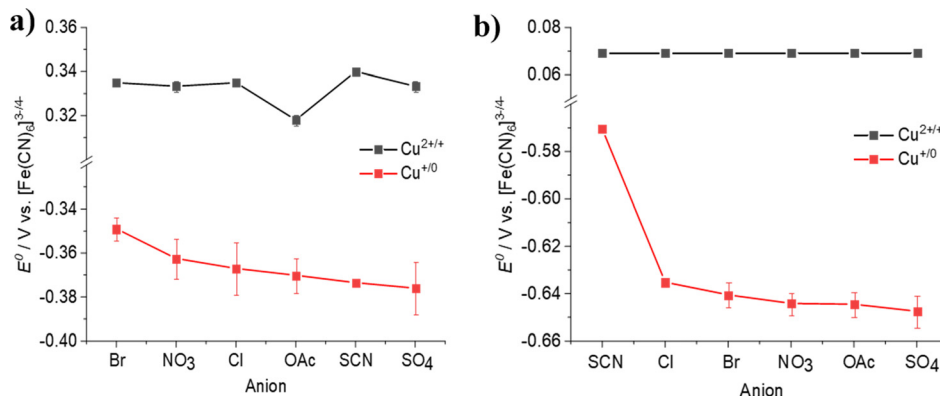 a)
0.36
0.34
0.32
-0.34
-0.36
-0.38
-0.40
E⁰ / V vs. [Fe(CN)₆]³⁻/⁴⁻
Cu²⁺/⁺
Cu⁺/⁰
Br NO₃ Cl OAc SCN SO₄
Anion
b)
0.08
0.06
-0.58
-0.60
-0.62
-0.64
-0.66
E⁰ / V vs. [Fe(CN)₆]³⁻/⁴⁻
Cu²⁺/⁺
Cu⁺/⁰
SCN Cl Br NO₃ OAc SO₄
Anion